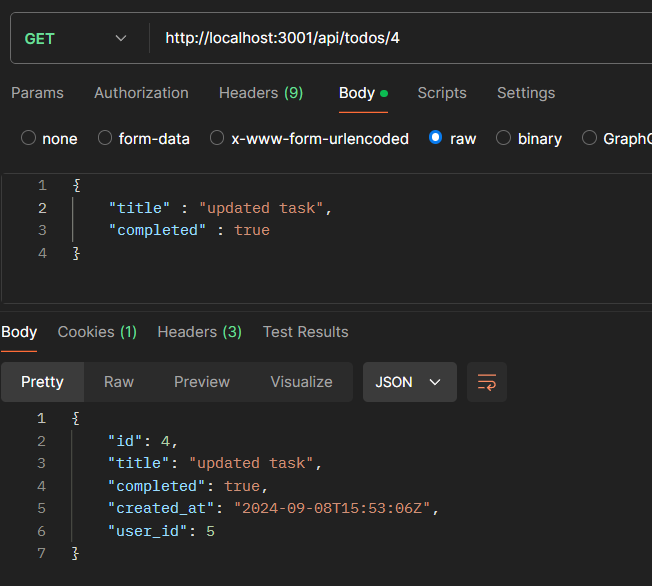 GET http://localhost:3001/api/todos/4
Params Authorization Headers (9) Body Scripts Settings
none form-data x-www-form-urlencoded raw binary GraphQ
1 {
2 "title" : "updated task",
3 "completed" : true
4 }
Body Cookies (1) Headers (3) Test Results
Pretty Raw Preview Visualize JSON
1 {
2 "id": 4,
3 "title": "updated task",
4 "completed": true,
5 "created_at": "2024-09-08T15:53:06Z",
6 "user_id": 5
7 }